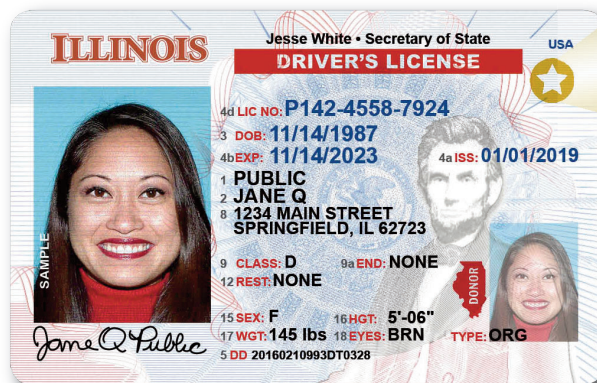 ILLINOIS
Jesse White • Secretary of State
USA
DRIVER'S LICENSE
4d LIC NO: P142-4558-7924
3 DOB: 11/14/1987
4b EXP: 11/14/2023
4a ISS: 01/01/2019
1 PUBLIC
2 JANE Q
8 1234 MAIN STREET
SPRINGFIELD, IL 62723
9 CLASS: D
9a END: NONE
12 REST: NONE
15 SEX: F
16 HGT: 5'-06"
17 WGT: 145 lbs
18 EYES: BRN
TYPE: ORG
5 DD 20160210993DT0328
DONOR
SAMPLE
Jane Q Public